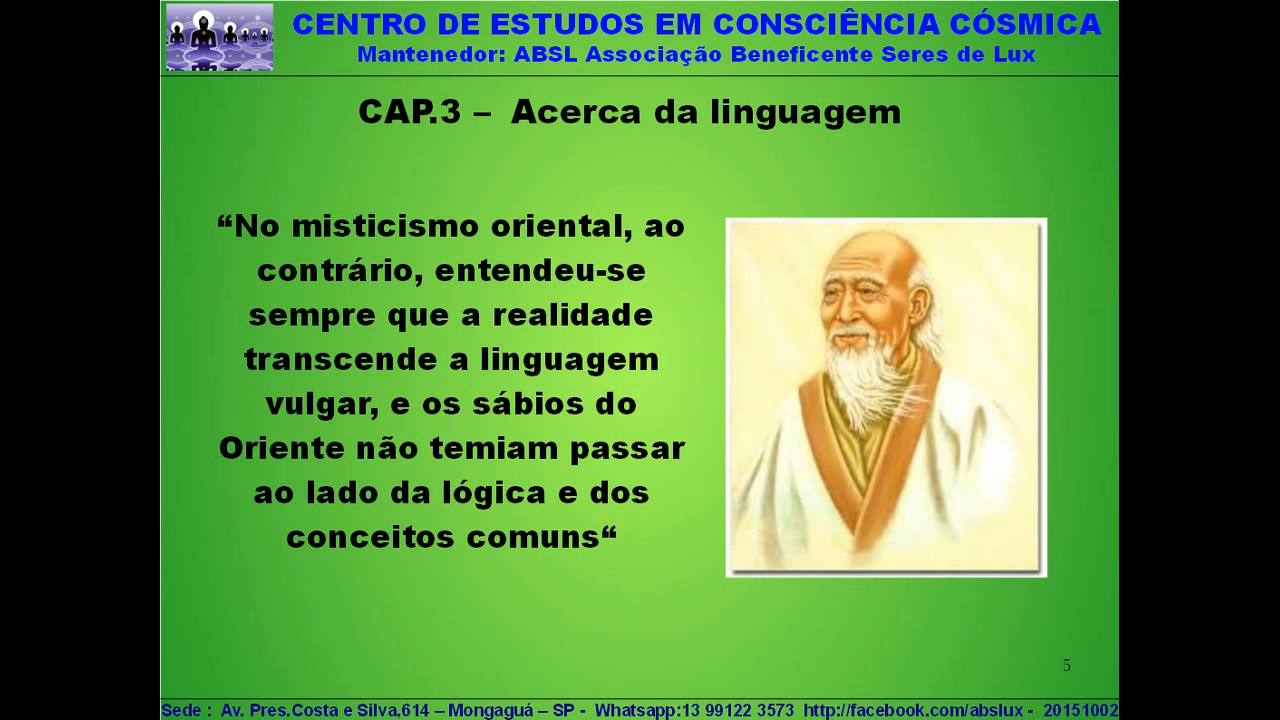 CENTRO DE ESTUDOS EM CONSCIÊNCIA CÓSMICA
Mantenedor: ABSL Associação Beneficente Seres de Lux
CAP.3 – Acerca da linguagem
“No misticismo oriental, ao
contrário, entendeu-se
sempre que a realidade
transcende a linguagem
vulgar, e os sábios do
Oriente não temiam passar
ao lado da lógica e dos
conceitos comuns“
5
Sede : Av. Pres.Costa e Silva,614 – Mongaguá – SP - Whatsapp:13 99122 3573 http://facebook.com/abslux - 20151002